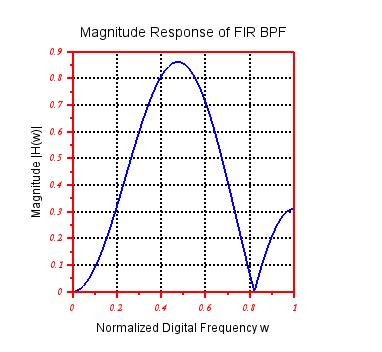 Magnitude Response of FIR BPF
0.9
0.8
0.7
0.6
0.5
0.4
0.3
0.2
0.1
0
Magnitude |H(w)|
0 0.2 0.4 0.6 0.8 1
Normalized Digital Frequency w